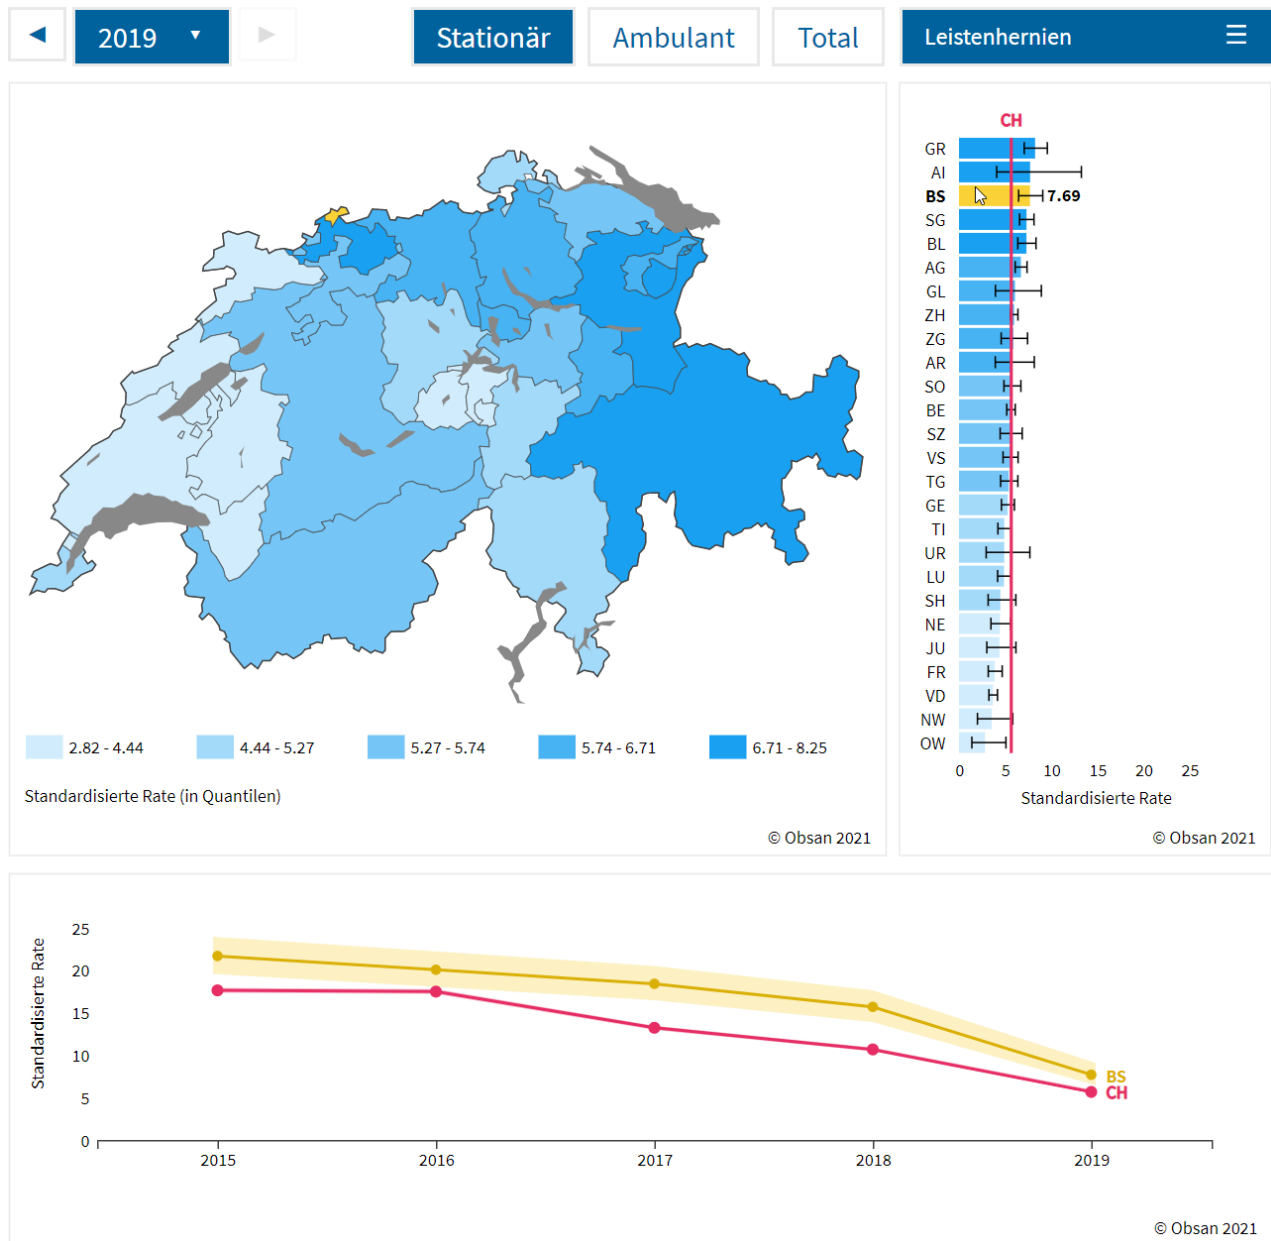 2019
Stationär
Ambulant
Total
Leistenhernien
CH
GR
AI
BS 7.69
SG
BL
AG
GL
ZH
ZG
AR
SO
BE
SZ
VS
TG
GE
TI
UR
LU
SH
NE
JU
FR
VD
NW
OW
0 5 10 15 20 25
Standardisierte Rate
© Obsan 2021
2.82 - 4.44 4.44 - 5.27 5.27 - 5.74 5.74 - 6.71 6.71 - 8.25
Standardisierte Rate (in Quantilen)
© Obsan 2021
Standardisierte Rate
25
20
15
10
5
0
BS
CH
2015 2016 2017 2018 2019
© Obsan 2021